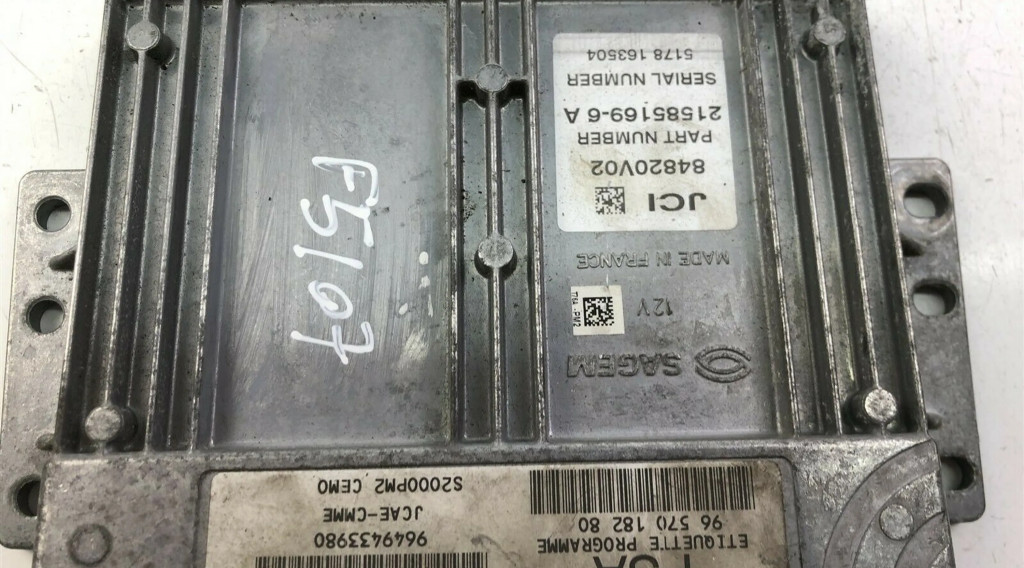 PSA
ETIQUETTE PROGRAMME
96 570 182 80
9649433980
JCAE-CMME
S2000PM2 CEMO
SAGEM
12V
MADE IN FRANCE
JCI
84820V02
PART NUMBER
21585169-6 A
SERIAL NUMBER
5178 163504